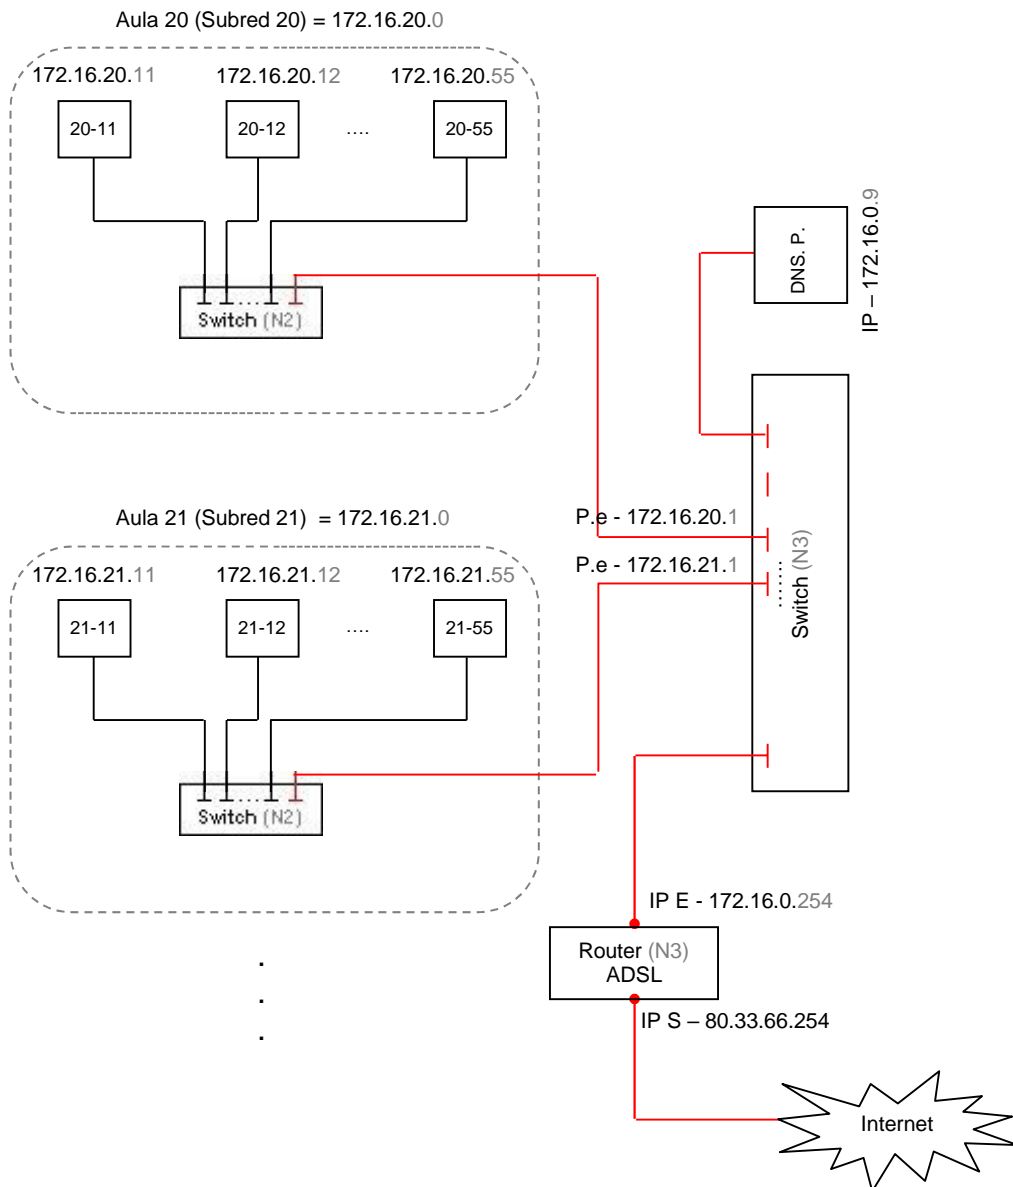 Aula 20 (Subred 20) = 172.16.20.0
172.16.20.11 172.16.20.12 172.16.20.55
20-11 20-12 .... 20-55
Switch (N2)
DNS. P.
IP – 172.16.0.9
Aula 21 (Subred 21) = 172.16.21.0
172.16.21.11 172.16.21.12 172.16.21.55
21-11 21-12 .... 21-55
Switch (N2)
P.e - 172.16.20.1
P.e - 172.16.21.1
Switch (N3)
IP E - 172.16.0.254
Router (N3)
ADSL
IP S – 80.33.66.254
Internet